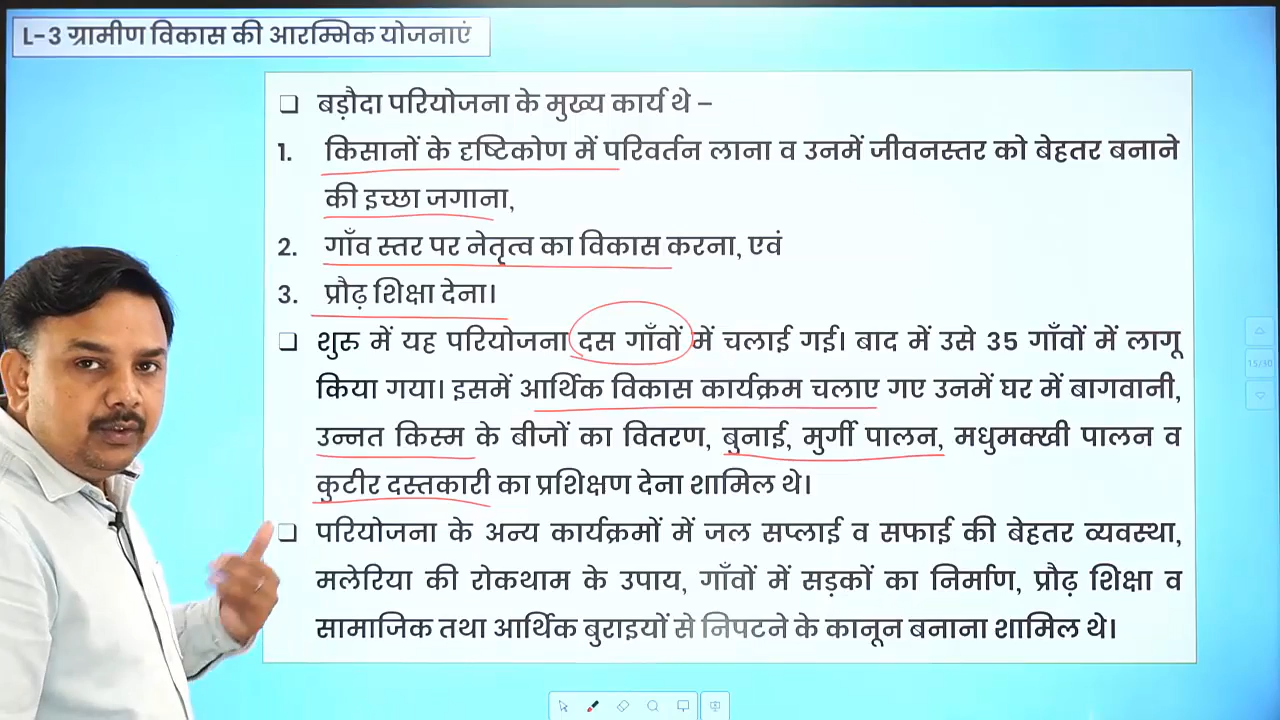 L-3 ग्रामीण विकास की आरम्भिक योजनाएं
❑ बड़ौदा परियोजना के मुख्य कार्य थे –
1. किसानों के दृष्टिकोण में परिवर्तन लाना व उनमें जीवनस्तर को बेहतर बनाने
की इच्छा जगाना,
2. गाँव स्तर पर नेतृत्व का विकास करना, एवं
3. प्रौढ़ शिक्षा देना।
❑ शुरु में यह परियोजना दस गाँवों में चलाई गई। बाद में उसे 35 गाँवों में लागू
किया गया। इसमें आर्थिक विकास कार्यक्रम चलाए गए उनमें घर में बागवानी,
उन्नत किस्म के बीजों का वितरण, बुनाई, मुर्गी पालन, मधुमक्खी पालन व
कुटीर दस्तकारी का प्रशिक्षण देना शामिल थे।
❑ परियोजना के अन्य कार्यक्रमों में जल सप्लाई व सफाई की बेहतर व्यवस्था,
मलेरिया की रोकथाम के उपाय, गाँवों में सड़कों का निर्माण, प्रौढ़ शिक्षा व
सामाजिक तथा आर्थिक बुराइयों से निपटने के कानून बनाना शामिल थे।
15/30